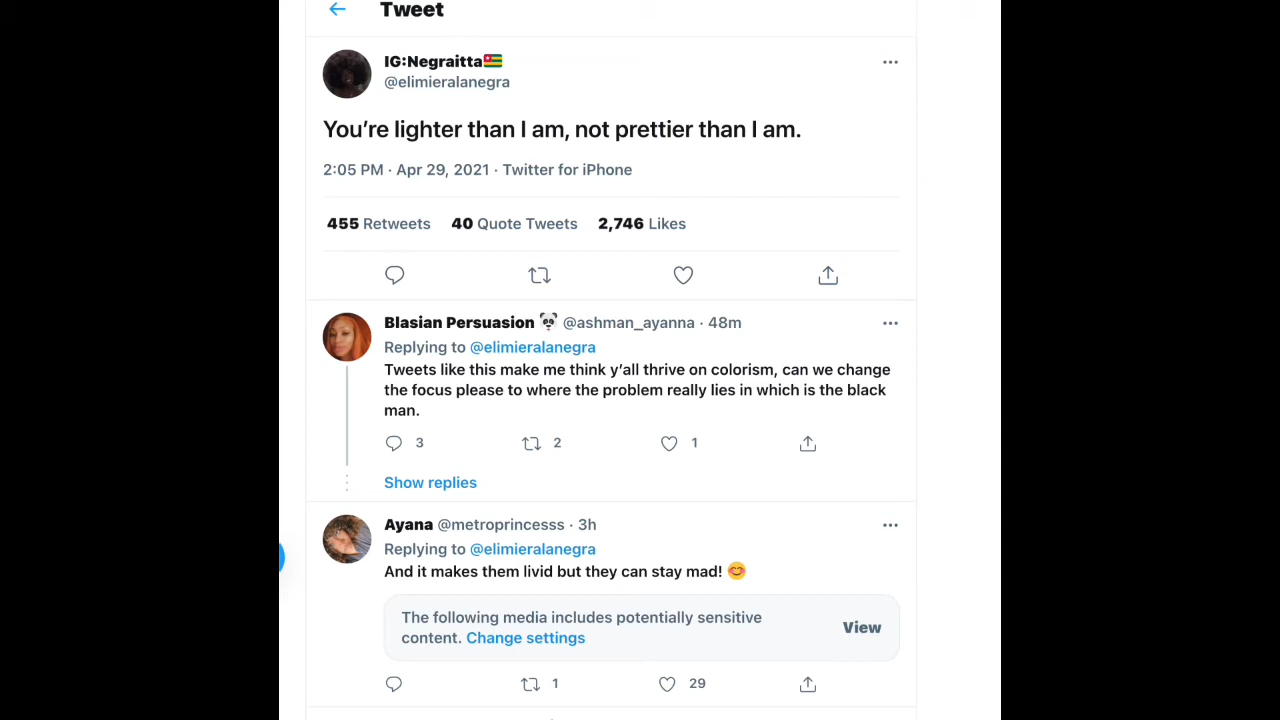 Tweet
IG:Negraitta🇹🇬
@elimieralanegra
You’re lighter than I am, not prettier than I am.
2:05 PM · Apr 29, 2021 · Twitter for iPhone
455 Retweets 40 Quote Tweets 2,746 Likes
Blasian Persuasion 🐼 @ashman_ayanna · 48m
Replying to @elimieralanegra
Tweets like this make me think y’all thrive on colorism, can we change
the focus please to where the problem really lies in which is the black
man.
3 2 1
Show replies
Ayana @metroprincesss · 3h
Replying to @elimieralanegra
And it makes them livid but they can stay mad! 😊
The following media includes potentially sensitive
content. Change settings
View
1 29